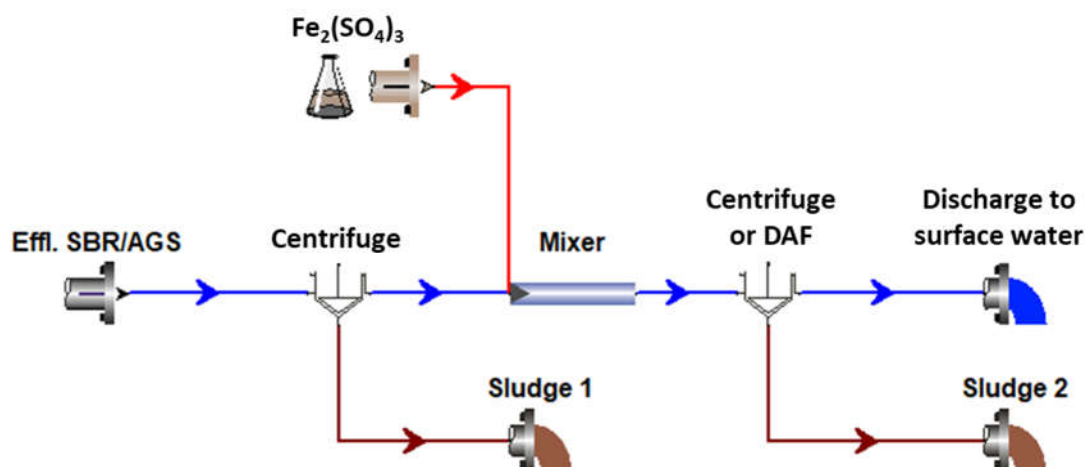 Fe₂(SO₄)₃
Centrifuge
or DAF
Discharge to
surface water
Effl. SBR/AGS
Centrifuge
Mixer
Sludge 1
Sludge 2